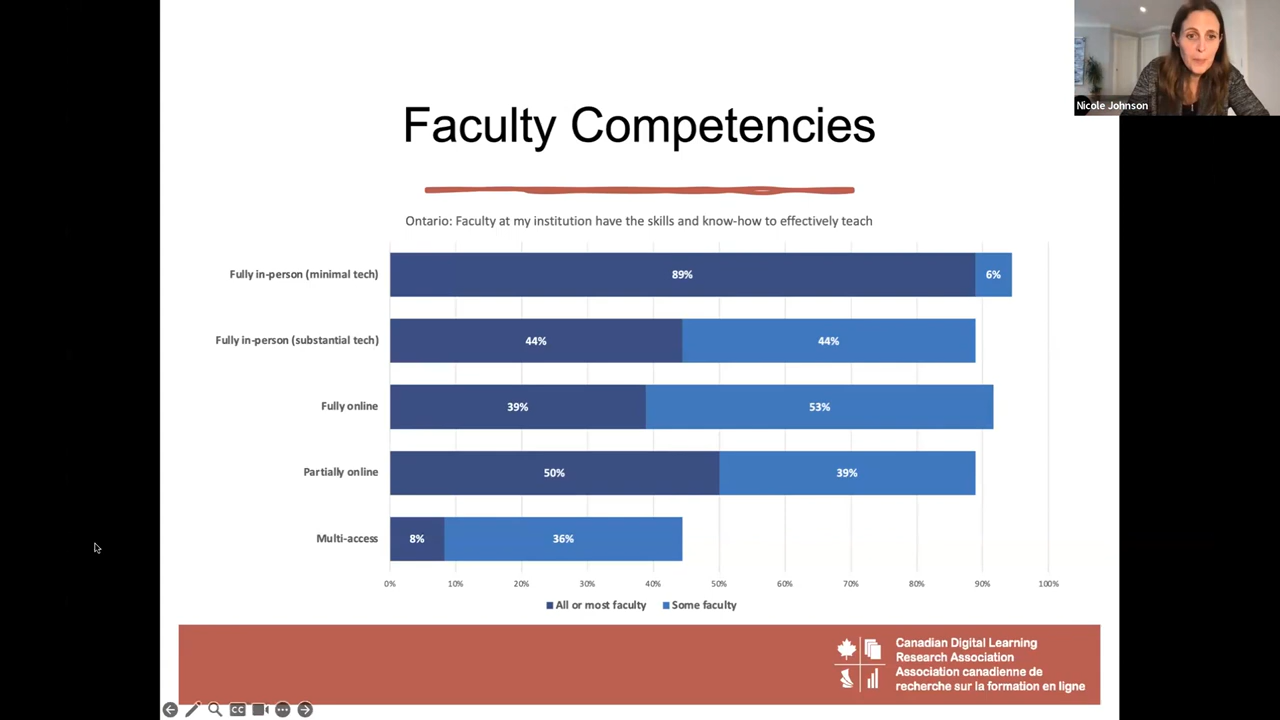 Nicole Johnson
Faculty Competencies
Ontario: Faculty at my institution have the skills and know-how to effectively teach
Fully in-person (minimal tech)
89%
6%
Fully in-person (substantial tech)
44%
44%
Fully online
39%
53%
Partially online
50%
39%
Multi-access
8%
36%
0% 10% 20% 30% 40% 50% 60% 70% 80% 90% 100%
All or most faculty Some faculty
Canadian Digital Learning
Research Association
Association canadienne de
recherche sur la formation en ligne
CC